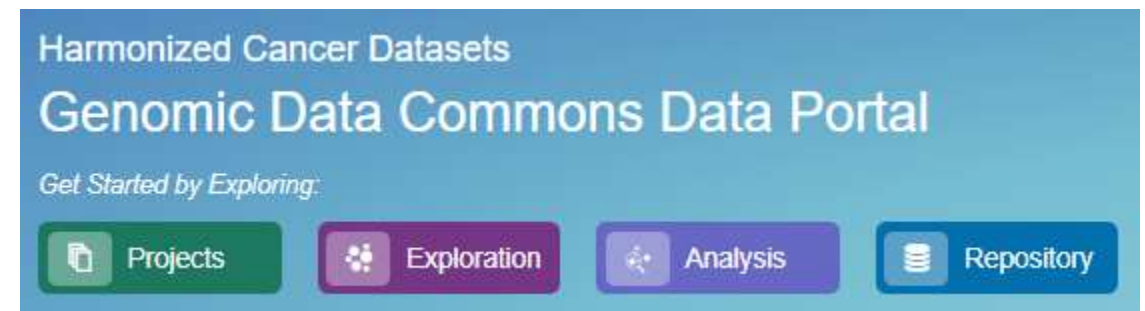 Harmonized Cancer Datasets
Genomic Data Commons Data Portal
Get Started by Exploring:
Projects Exploration Analysis Repository